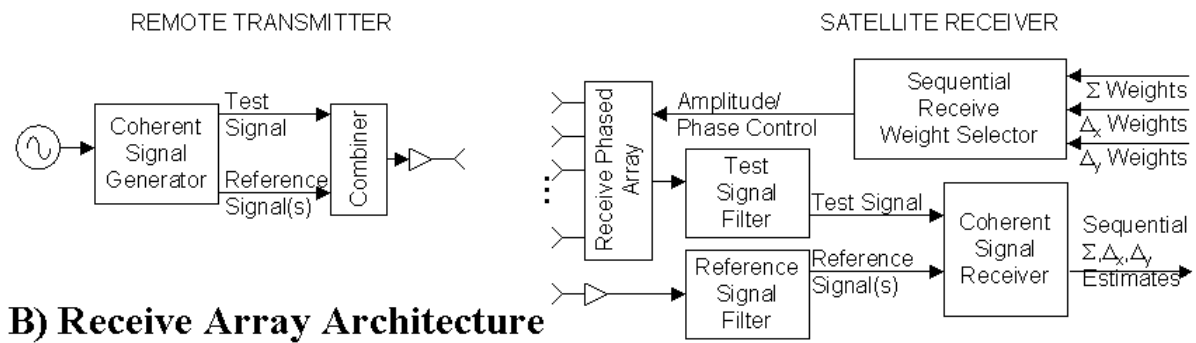 REMOTE TRANSMITTER
SATELLITE RECEIVER
Coherent
Signal
Generator
Test
Signal
Reference
Signal(s)
Combiner
Receive Phased
Array
Amplitude/
Phase Control
Sequential
Receive
Weight Selector
Σ Weights
Δx Weights
Δy Weights
Test
Signal
Filter
Test Signal
Reference
Signal
Filter
Reference
Signal(s)
Coherent
Signal
Receiver
Sequential
Σ,Δx,Δy
Estimates
B) Receive Array Architecture